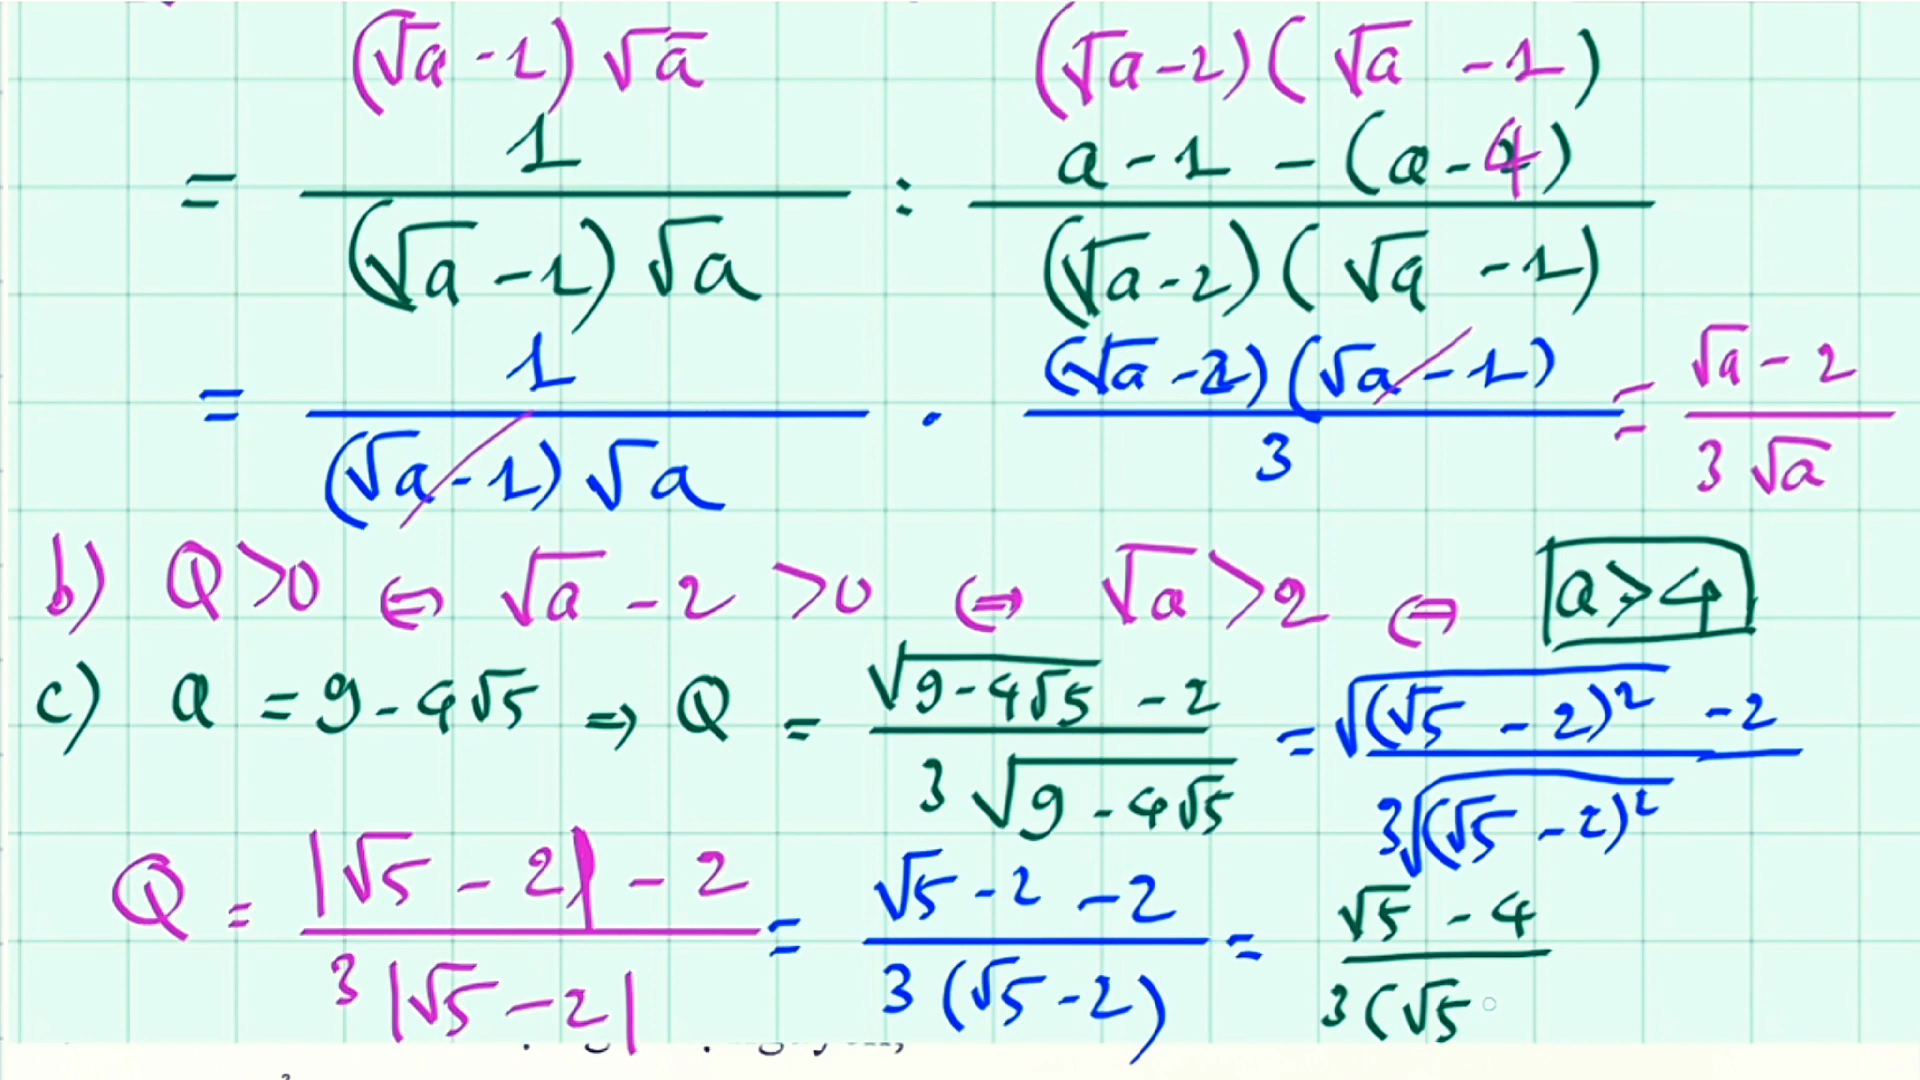 (√a - 1) √a (√a - 2)(√a - 1)
= 1 / ((√a - 1) √a) : (a - 1 - (a - 4)) / ((√a - 2)(√a - 1))
= 1 / ((√a - 1) √a) . ((√a - 2)(√a - 1)) / 3 = (√a - 2) / (3√a)
b) Q > 0 ⇔ √a - 2 > 0 ⇔ √a > 2 ⇔ a > 4
c) a = 9 - 4√5 ⇒ Q = (√(9 - 4√5) - 2) / (3√(9 - 4√5)) = (√((√5 - 2)²) - 2) / (3√((√5 - 2)²))
Q = (|√5 - 2| - 2) / (3|√5 - 2|) = (√5 - 2 - 2) / (3(√5 - 2)) = (√5 - 4) / (3(√5